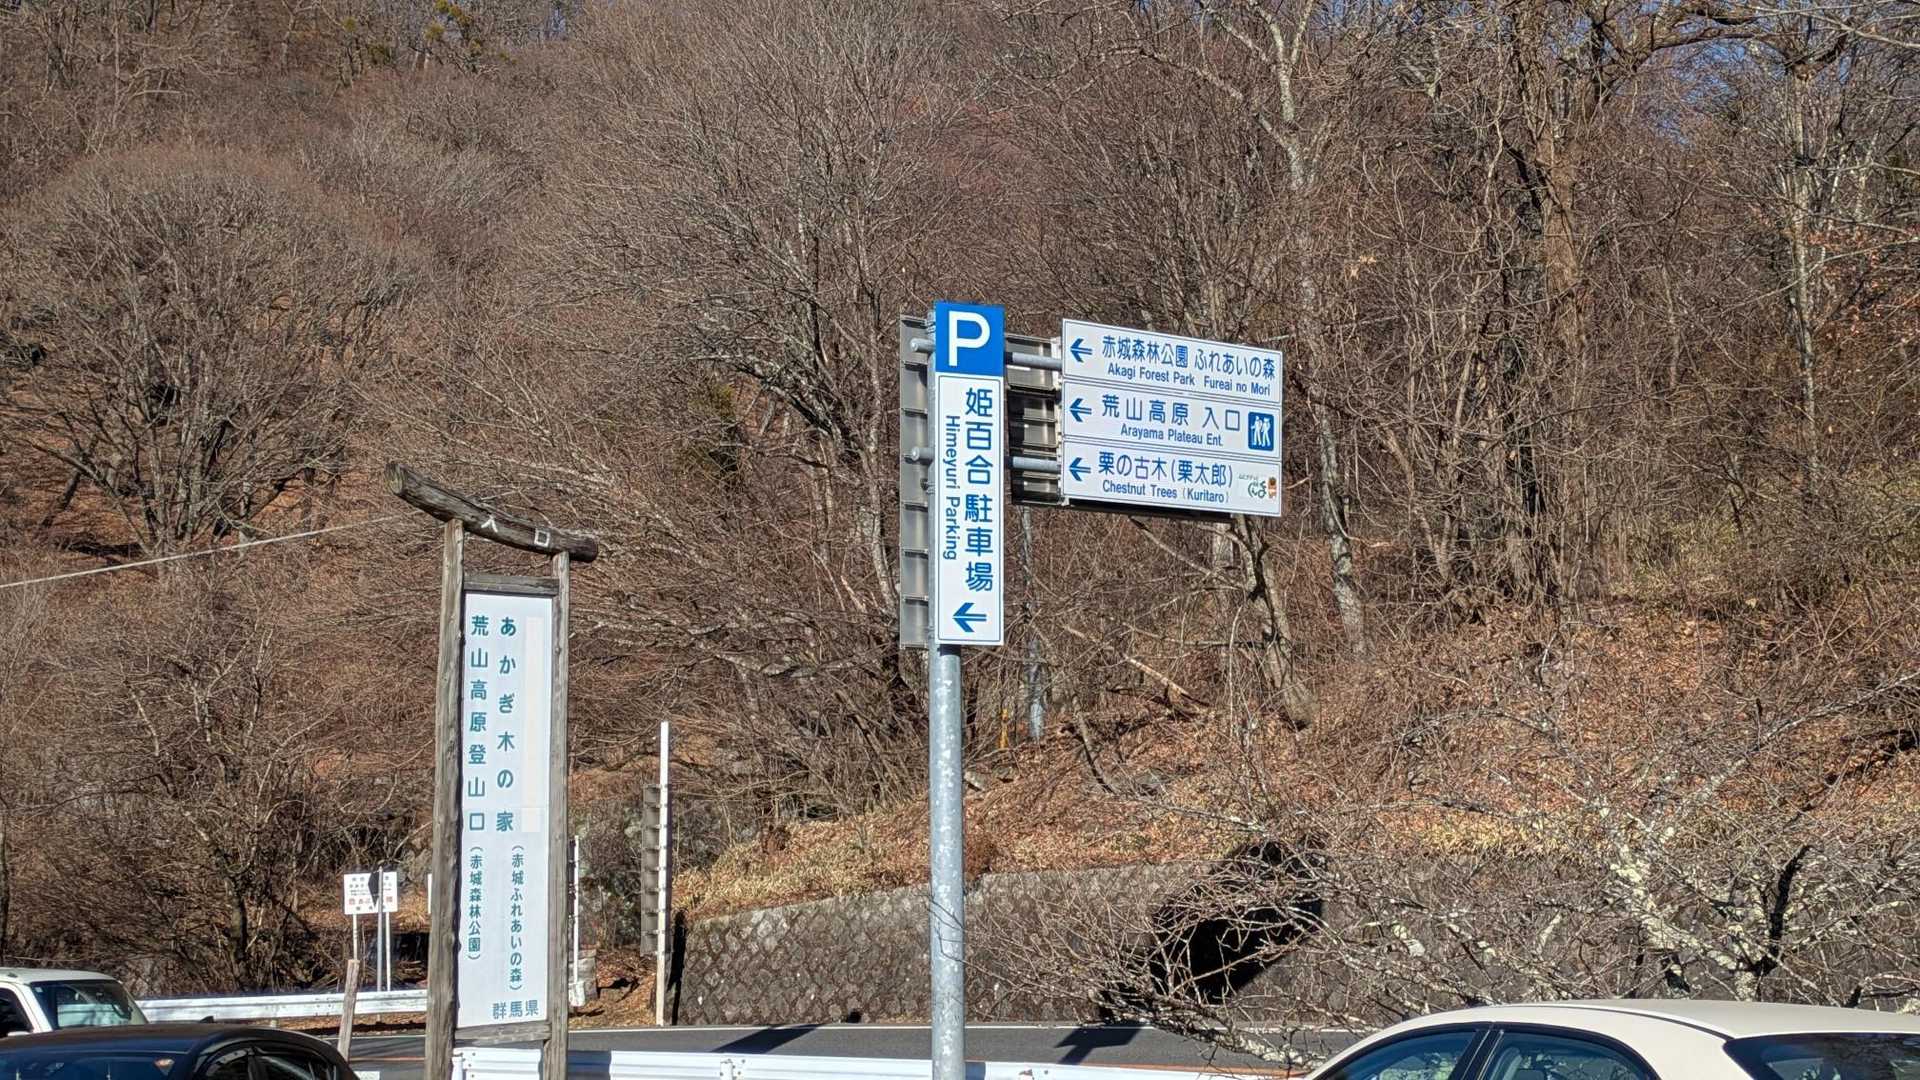 P
姫百合駐車場
Himeyuri Parking
赤城森林公園 ふれあいの森
Akagi Forest Park Fureai no Mori
荒山高原 入口
Arayama Plateau Ent.
栗の古木(栗太郎)
Chestnut Trees (Kuritaro)
ぐんま
入口
あかぎ木の家(赤城ふれあいの森)
荒山高原登山口(赤城森林公園)
群馬県